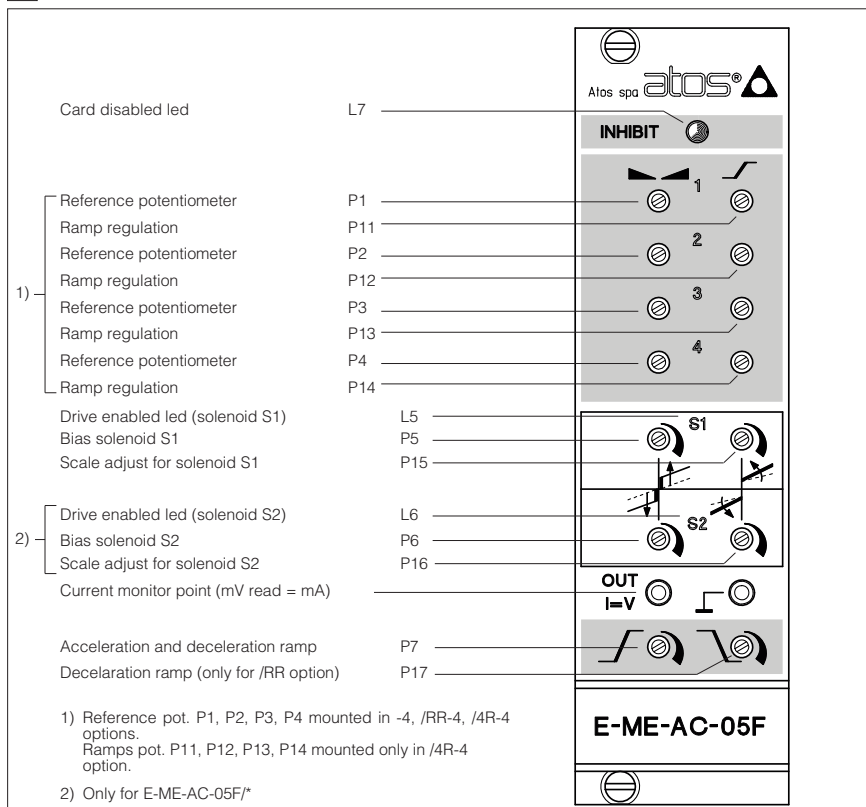 Atos spa atos®
Card disabled led L7
INHIBIT
1
Reference potentiometer P1
Ramp regulation P11
2
Reference potentiometer P2
Ramp regulation P12
1)
3
Reference potentiometer P3
Ramp regulation P13
4
Reference potentiometer P4
Ramp regulation P14
Drive enabled led (solenoid S1) L5
S1
Bias solenoid S1 P5
Scale adjust for solenoid S1 P15
Drive enabled led (solenoid S2) L6
S2
2)
Bias solenoid S2 P6
Scale adjust for solenoid S2 P16
OUT
Current monitor point (mV read = mA)
I=V
Acceleration and deceleration ramp P7
Decelaration ramp (only for /RR option) P17
1) Reference pot. P1, P2, P3, P4 mounted in -4, /RR-4, /4R-4
options.
Ramps pot. P11, P12, P13, P14 mounted only in /4R-4
option.
E-ME-AC-05F
2) Only for E-ME-AC-05F/*